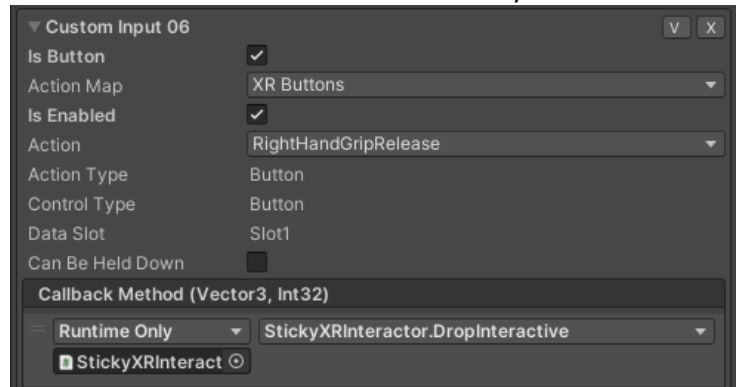 Custom Input 06 V X
Is Button
Action Map XR Buttons
Is Enabled
Action RightHandGripRelease
Action Type Button
Control Type Button
Data Slot Slot1
Can Be Held Down
Callback Method (Vector3, Int32)
Runtime Only StickyXRInteractor.DropInteractive
StickyXRInteract